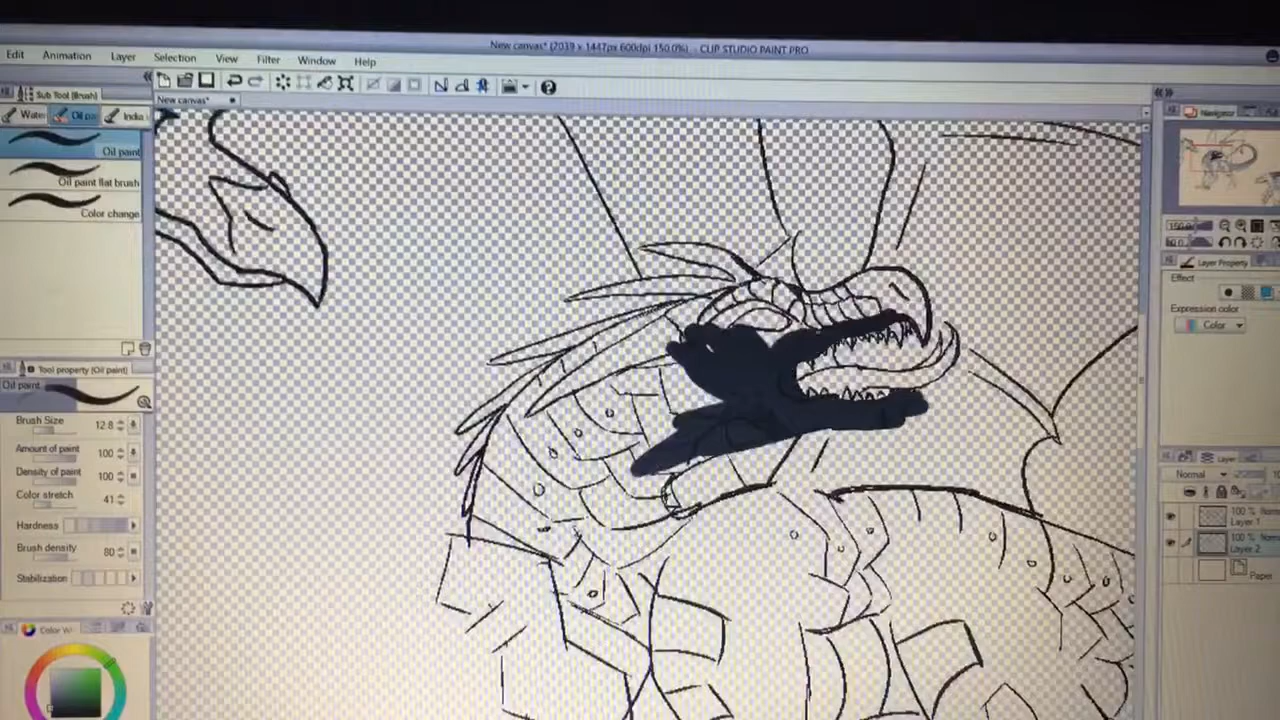 New canvas* (2039 x 1447px 600dpi 150.0%) - CLIP STUDIO PAINT PRO
Edit Animation Layer Selection View Filter Window Help
Sub Tool [Brush]
New canvas*
Water Oil pa India
Oil paint
Oil paint flat brush
Color change
Tool property [Oil paint]
Oil paint
Brush Size 12.8
Amount of paint 100
Density of paint 100
Color stretch 41
Hardness
Brush density 80
Stabilization
Color W
Navigator
150.0
Layer Property
Effect
Expression color
Color
Layer
Normal
100 % Norm
Layer 1
100 % Norm
Layer 2
Paper